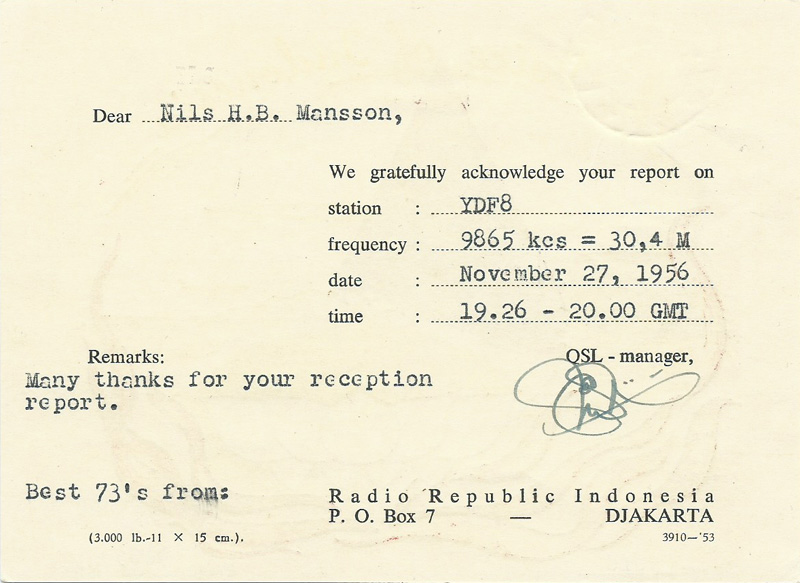 Dear Nils H.B. Mansson,
We gratefully acknowledge your report on
station : YDF8
frequency : 9865 kcs = 30,4 M
date : November 27, 1956
time : 19.26 - 20.00 GMT
Remarks:
QSL - manager,
Many thanks for your reception
report.
Best 73's from:
Radio Republic Indonesia
P. O. Box 7 — DJAKARTA
(3.000 lb.-11 × 15 cm.).
3910—'53